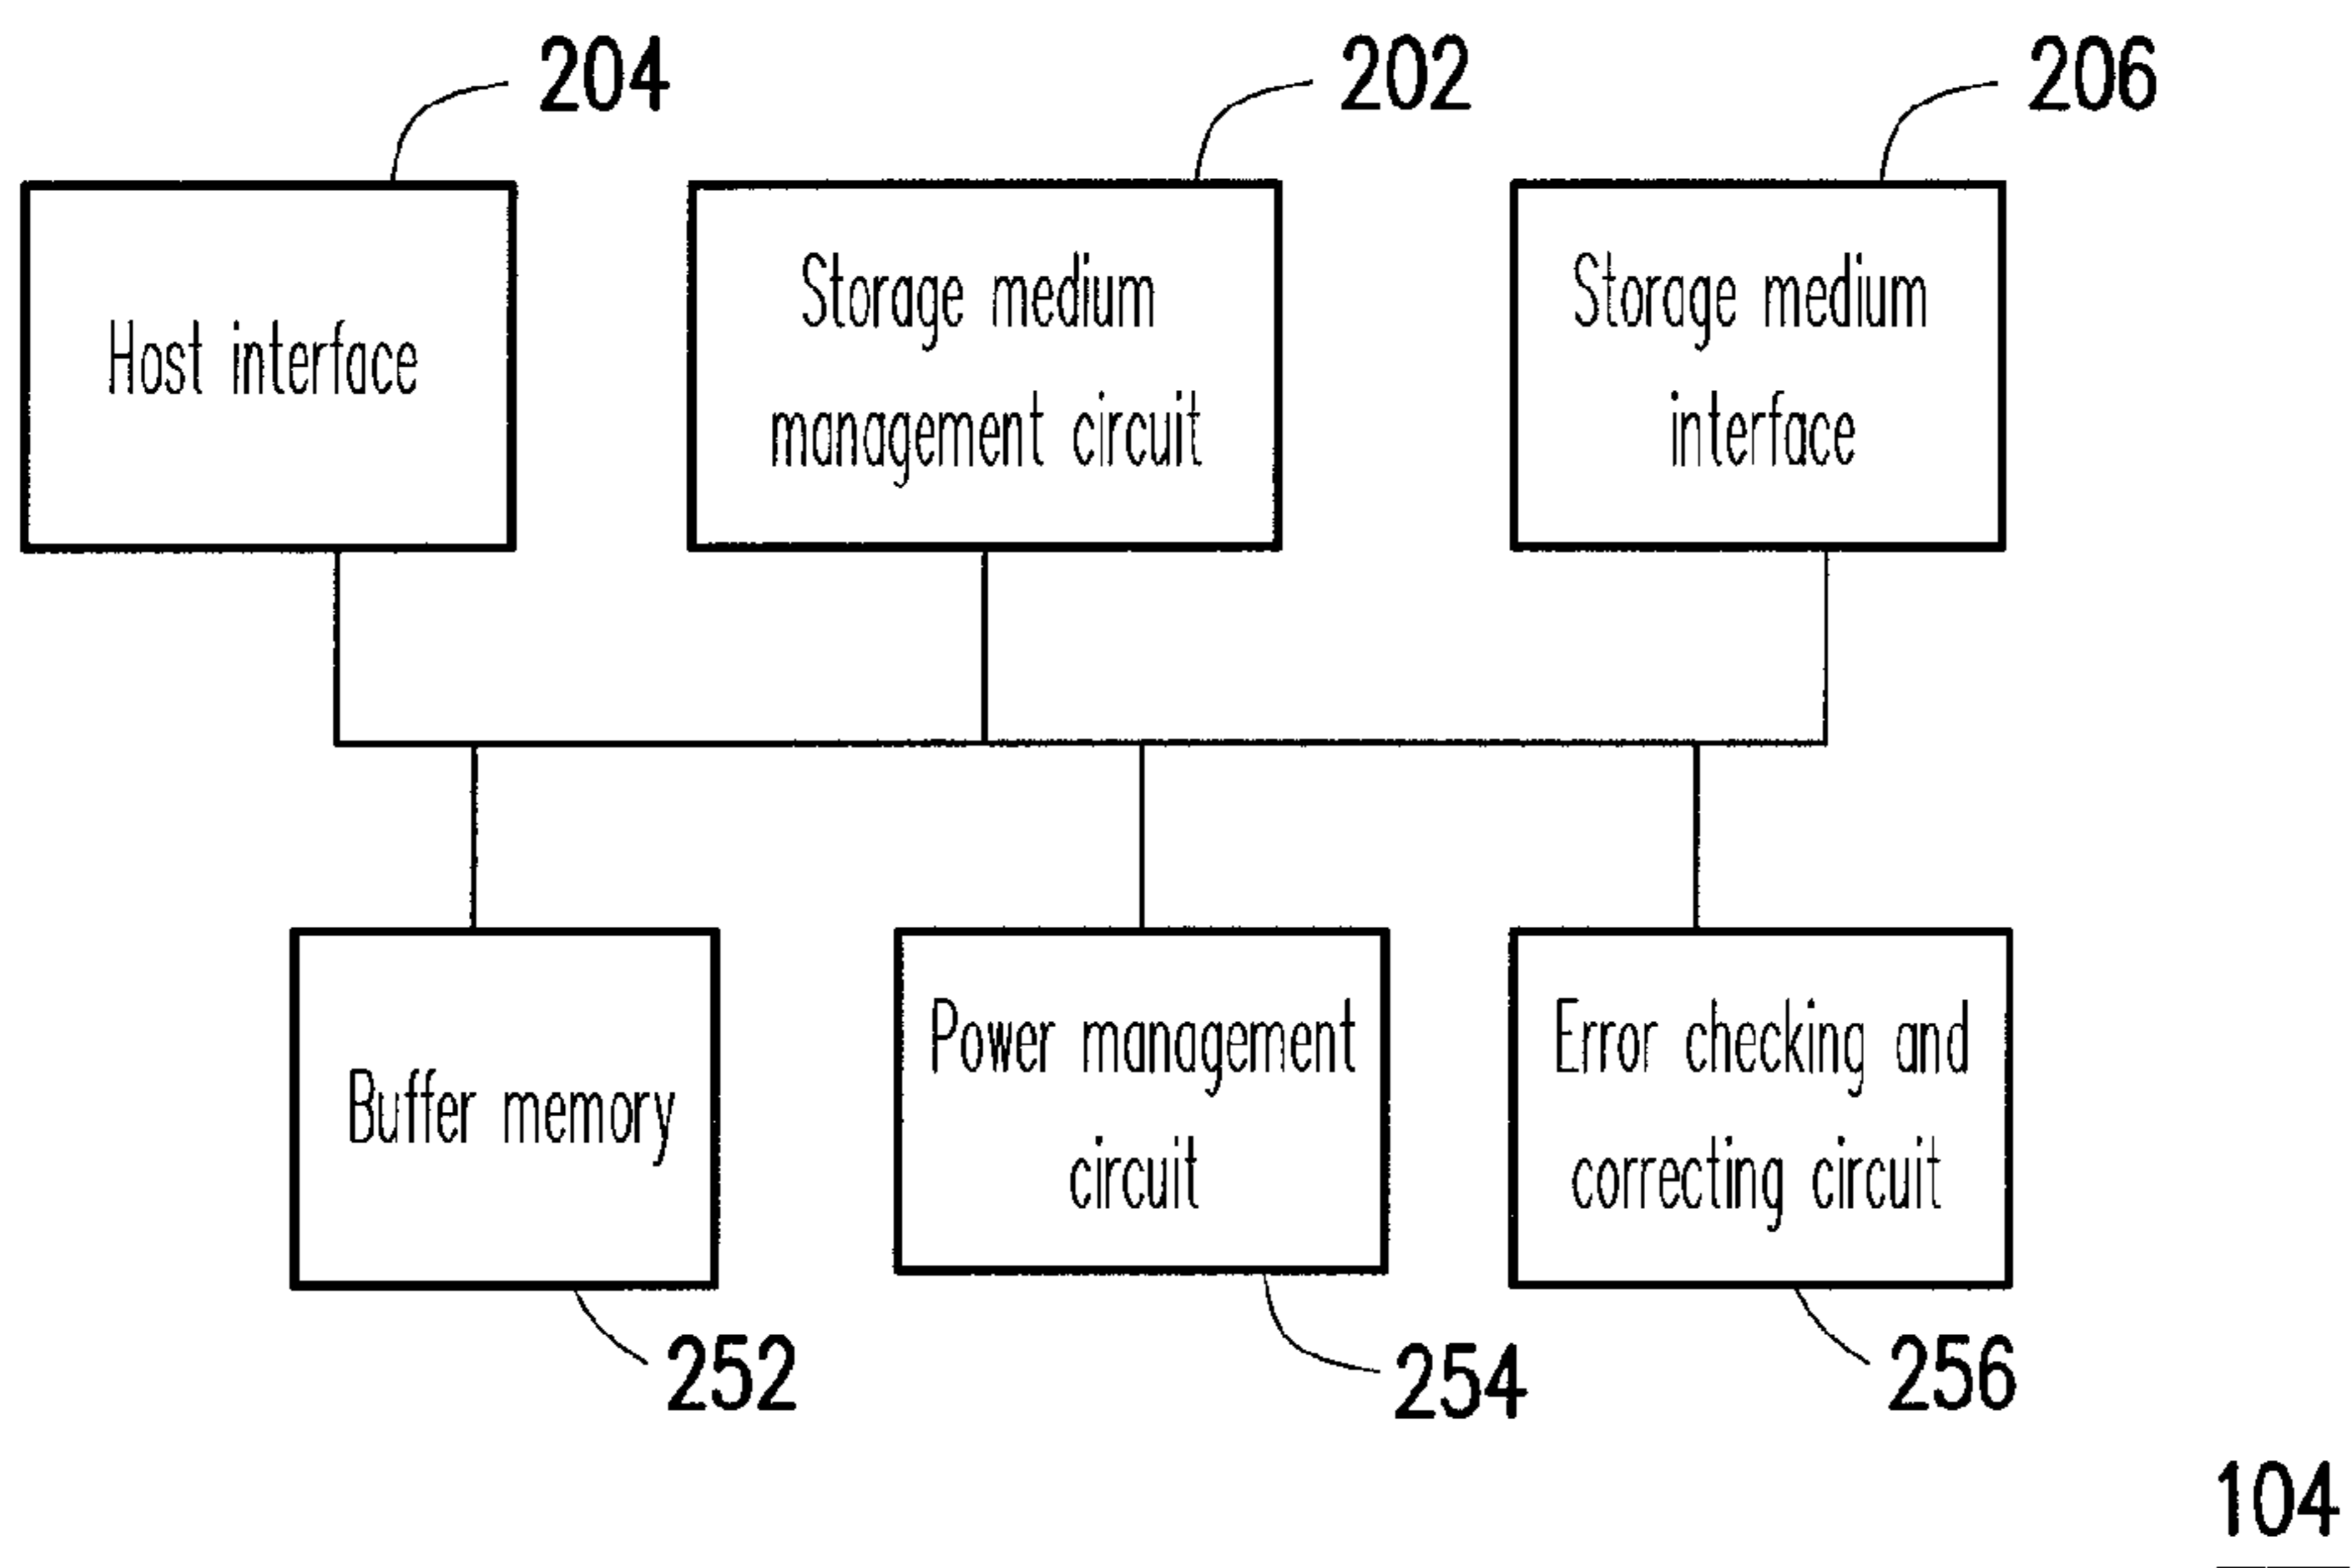 204
202
206
Host interface
Storage medium
management circuit
Storage medium
interface
Buffer memory
Power management
circuit
Error checking and
correcting circuit
252
254
256
104